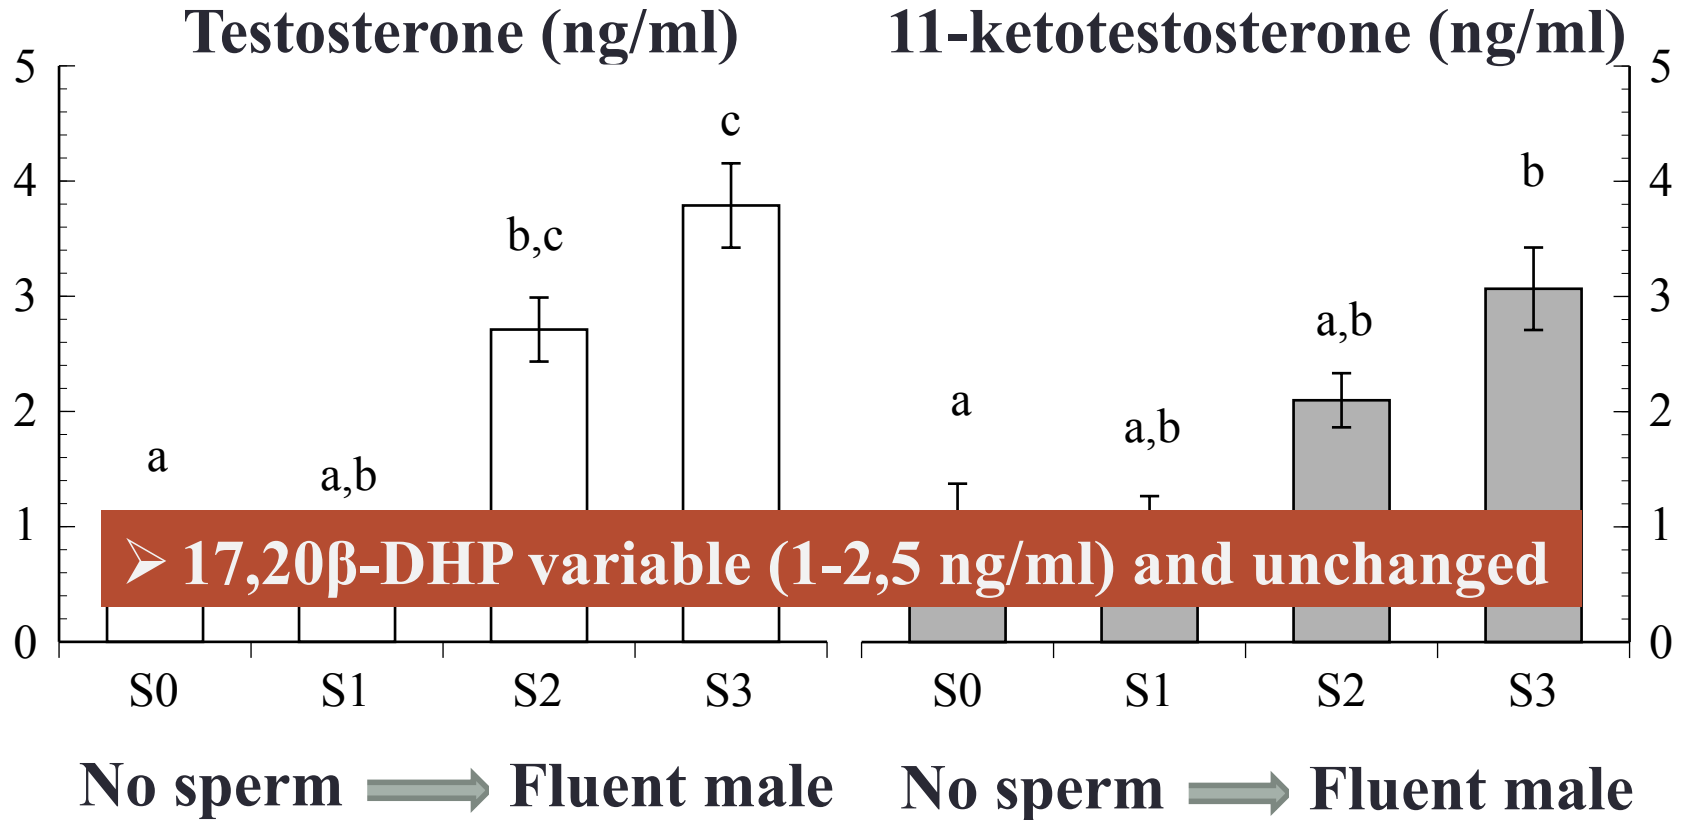 Testosterone (ng/ml)
11-ketotestosterone (ng/ml)
5
4
3
2
1
0
a
a,b
b,c
c
a
a,b
a,b
b
5
4
3
2
1
0
➢ 17,20β-DHP variable (1-2,5 ng/ml) and unchanged
S0 S1 S2 S3
S0 S1 S2 S3
No sperm Fluent male
No sperm Fluent male